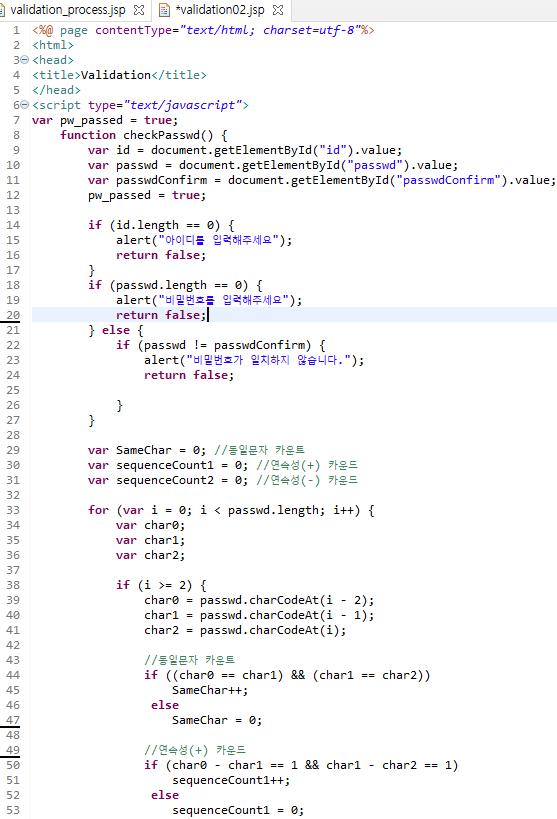 validation_process.jsp *validation02.jsp
1 <%@ page contentType="text/html; charset=utf-8"%>
2 <html>
3 <head>
4 <title>Validation</title>
5 </head>
6 <script type="text/javascript">
7 var pw_passed = true;
8 function checkPasswd() {
9 var id = document.getElementById("id").value;
10 var passwd = document.getElementById("passwd").value;
11 var passwdConfirm = document.getElementById("passwdConfirm").value;
12 pw_passed = true;
13
14 if (id.length == 0) {
15 alert("아이디를 입력해주세요");
16 return false;
17 }
18 if (passwd.length == 0) {
19 alert("비밀번호를 입력해주세요");
20 return false;
21 } else {
22 if (passwd != passwdConfirm) {
23 alert("비밀번호가 일치하지 않습니다.");
24 return false;
25
26 }
27 }
28
29 var SameChar = 0; //동일문자 카운트
30 var sequenceCount1 = 0; //연속성(+) 카운드
31 var sequenceCount2 = 0; //연속성(-) 카운드
32
33 for (var i = 0; i < passwd.length; i++) {
34 var char0;
35 var char1;
36 var char2;
37
38 if (i >= 2) {
39 char0 = passwd.charCodeAt(i - 2);
40 char1 = passwd.charCodeAt(i - 1);
41 char2 = passwd.charCodeAt(i);
42
43 //동일문자 카운트
44 if ((char0 == char1) && (char1 == char2))
45 SameChar++;
46 else
47 SameChar = 0;
48
49 //연속성(+) 카운드
50 if (char0 - char1 == 1 && char1 - char2 == 1)
51 sequenceCount1++;
52 else
53 sequenceCount1 = 0;